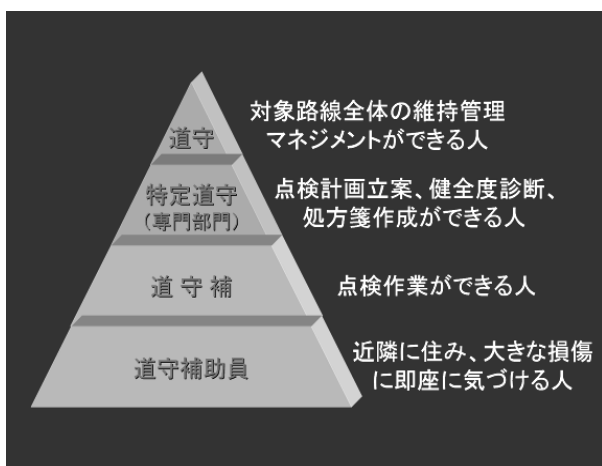 道守
対象路線全体の維持管理
マネジメントができる人
特定道守
(専門部門)
点検計画立案、健全度診断、
処方箋作成ができる人
道守補
点検作業ができる人
道守補助員
近隣に住み、大きな損傷
に即座に気づける人